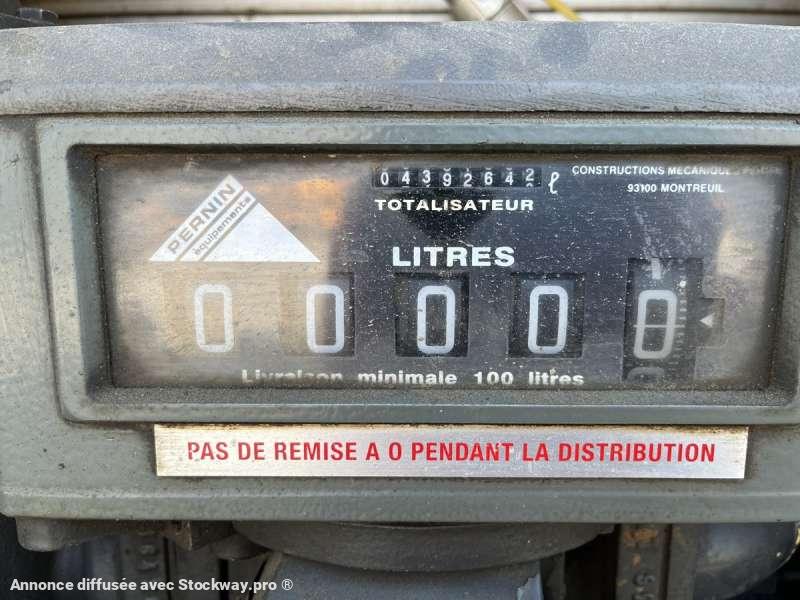 04392642 ℓ
TOTALISATEUR
CONSTRUCTIONS MECANIQUES
93100 MONTREUIL
PERNIN
équipements
LITRES
0 0 0 0 0
Livraison minimale 100 litres
PAS DE REMISE A 0 PENDANT LA DISTRIBUTION
Annonce diffusée avec Stockway.pro ®